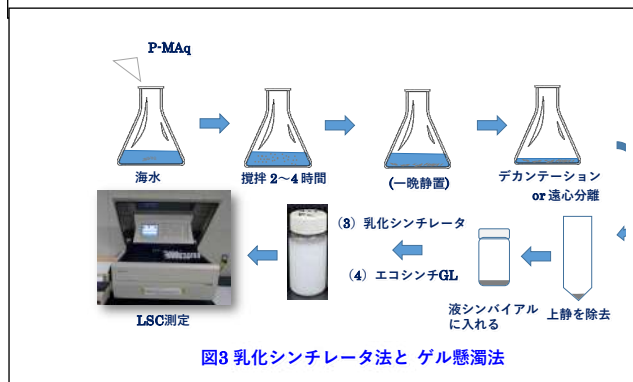 P-MAq
海水
撹拌 2～4 時間
(一晩静置)
デカンテーション
or 遠心分離
（3）乳化シンチレータ
（4）エコシンチGL
LSC測定
液シンバイアル
に入れる
上静を除去
図3 乳化シンチレータ法と ゲル懸濁法